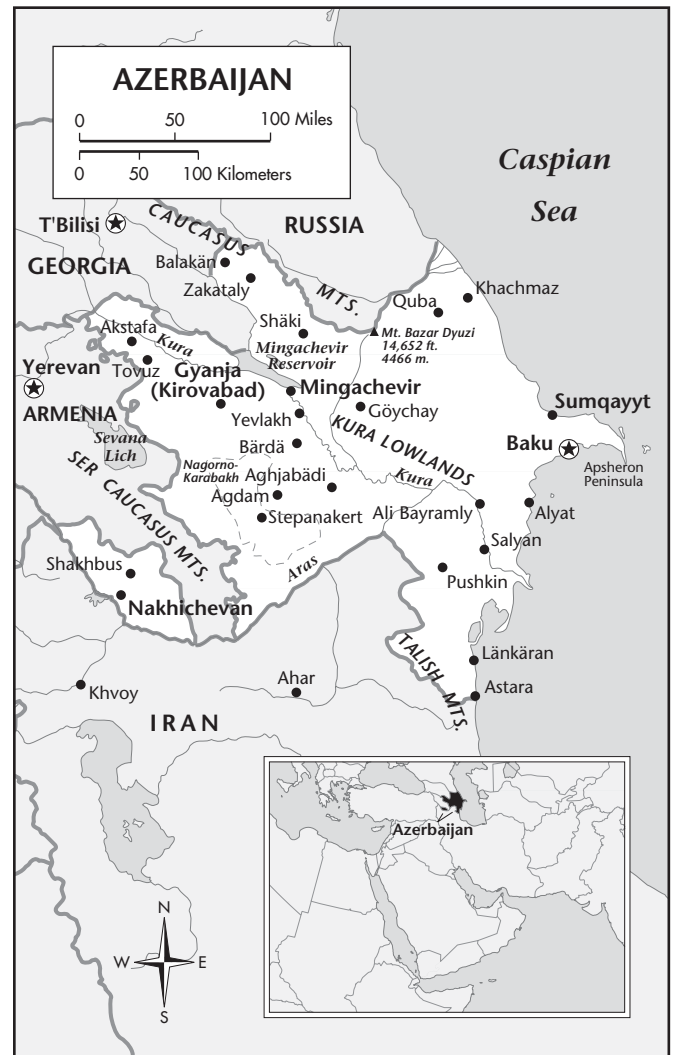 AZERBAIJAN
0 50 100 Miles
0 50 100 Kilometers
Caspian
Sea
T'Bilisi
CAUCASUS
MTS.
RUSSIA
GEORGIA
Balakän
Zakataly
Quba
Khachmaz
Akstafa
Kura
Shäki
Mt. Bazar Dyuzi
14,652 ft.
4466 m.
Mingachevir
Reservoir
Yerevan
Tovuz
Gyanja
(Kirovabad)
Mingachevir
Göychay
Sumqayyt
ARMENIA
Yevlakh
KURA LOWLANDS
Sevana
Lich
Bärdä
Baku
Nagorno-
Karabakh
Aghjabädi
Kura
Apsheron
Peninsula
SER CAUCASUS MTS.
Agdam
Stepanakert
Ali Bayramly
Alyat
Salyan
Shakhbus
Aras
Pushkin
Nakhichevan
TALISH MTS.
Länkäran
Khvoy
Ahar
Astara
IRAN
Azerbaijan
N
W E
S